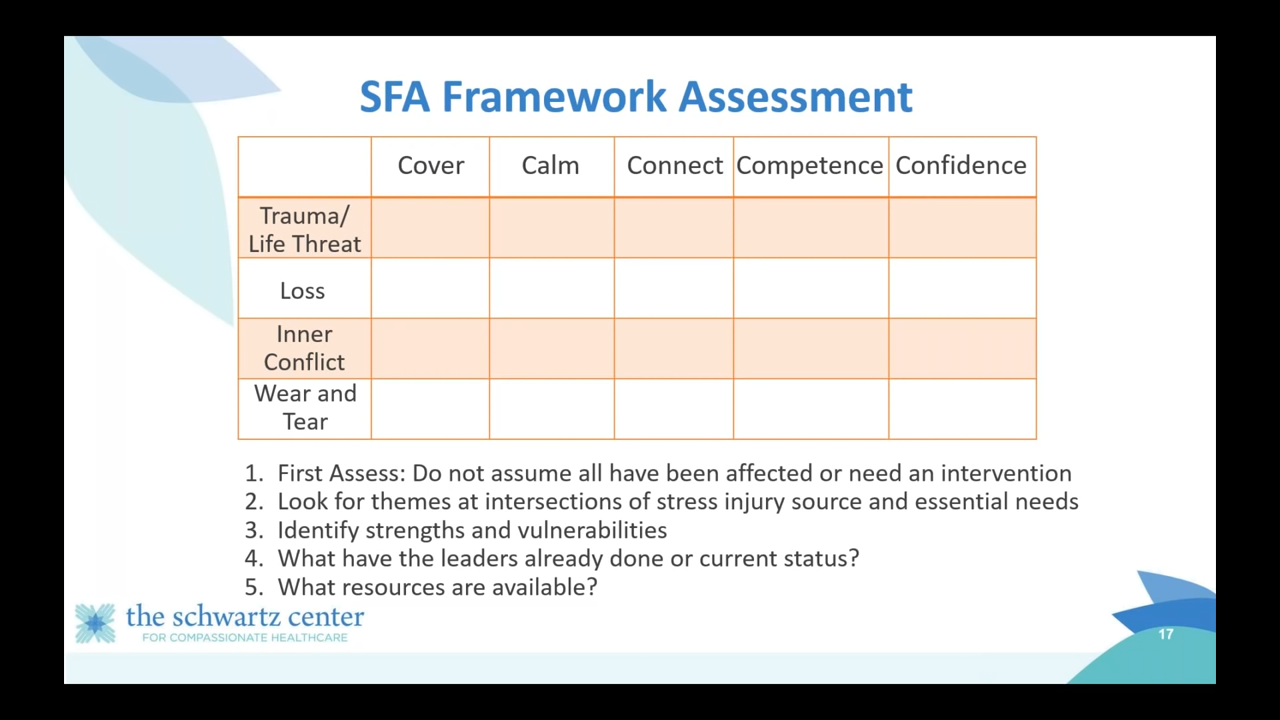 SFA Framework Assessment
Cover Calm Connect Competence Confidence
Trauma/
Life Threat
Loss
Inner
Conflict
Wear and
Tear
1. First Assess: Do not assume all have been affected or need an intervention
2. Look for themes at intersections of stress injury source and essential needs
3. Identify strengths and vulnerabilities
4. What have the leaders already done or current status?
5. What resources are available?
the schwartz center
FOR COMPASSIONATE HEALTHCARE
17